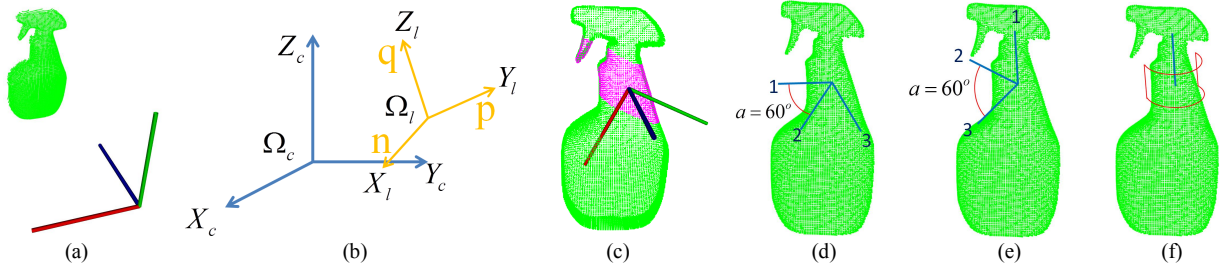 (a)
Z_c
Z_l
q
Y_l
Ω_l
p
Ω_c
n
X_l
Y_c
X_c
(b)
(c)
1
a = 60°
2
3
(d)
1
2
a = 60°
3
(e)
(f)